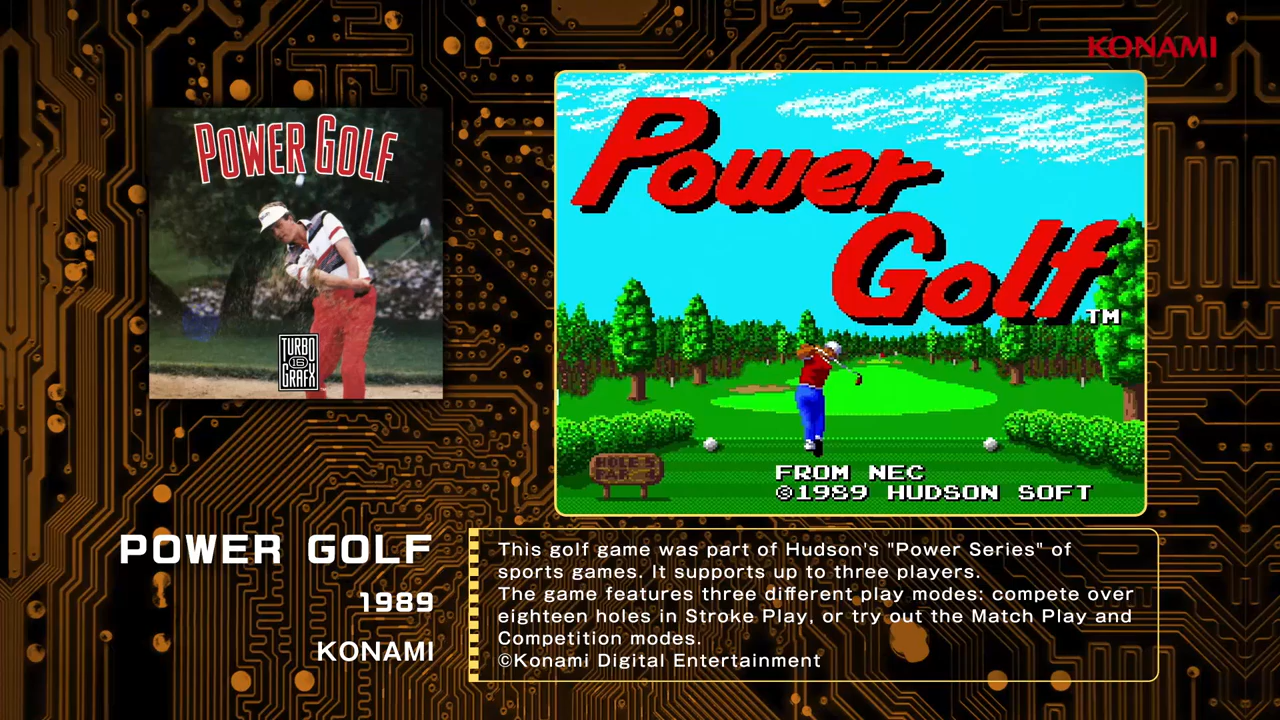 KONAMI
POWER GOLF
TURBO
16
GRAFX
Power
Golf
TM
HOLE
FROM NEC
©1989 HUDSON SOFT
POWER GOLF
1989
KONAMI
This golf game was part of Hudson's "Power Series" of
sports games. It supports up to three players.
The game features three different play modes: compete over
eighteen holes in Stroke Play, or try out the Match Play and
Competition modes.
©Konami Digital Entertainment